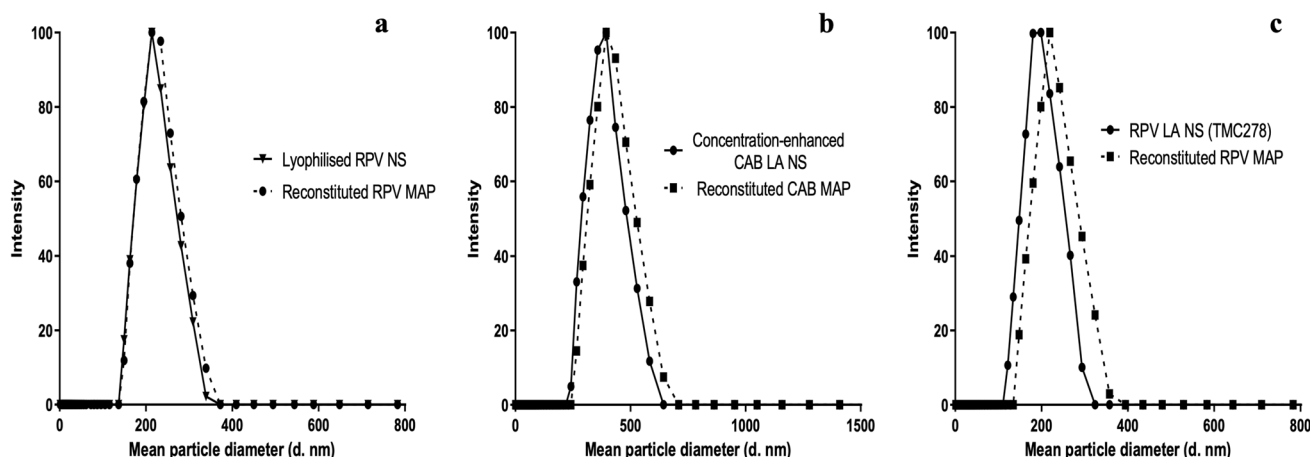 a
100
80
60
40
20
0
Intensity
0 200 400 600 800
Mean particle diameter (d. nm)
Lyophilised RPV NS
Reconstituted RPV MAP
b
100
80
60
40
20
0
Intensity
0 500 1000 1500
Mean particle diameter (d. nm)
Concentration-enhanced
CAB LA NS
Reconstituted CAB MAP
c
100
80
60
40
20
0
Intensity
0 200 400 600 800
Mean particle diameter (d. nm)
RPV LA NS (TMC278)
Reconstituted RPV MAP